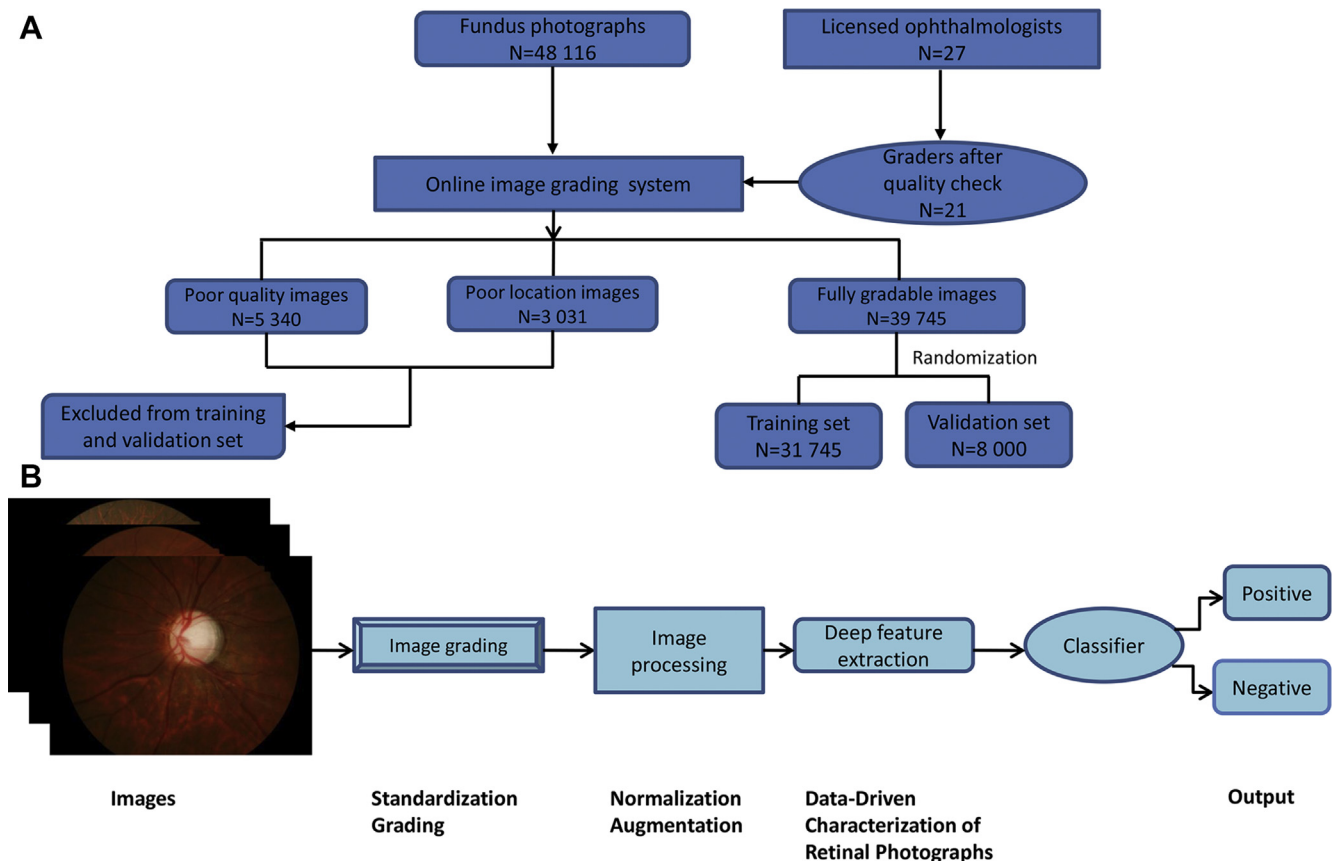 A
Fundus photographs
N=48 116
Licensed ophthalmologists
N=27
Graders after
quality check
N=21
Online image grading system
Poor quality images
N=5 340
Poor location images
N=3 031
Fully gradable images
N=39 745
Randomization
Excluded from training
and validation set
Training set
N=31 745
Validation set
N=8 000
B
Image grading
Image
processing
Deep feature
extraction
Classifier
Positive
Negative
Images
Standardization
Grading
Normalization
Augmentation
Data-Driven
Characterization of
Retinal Photographs
Output